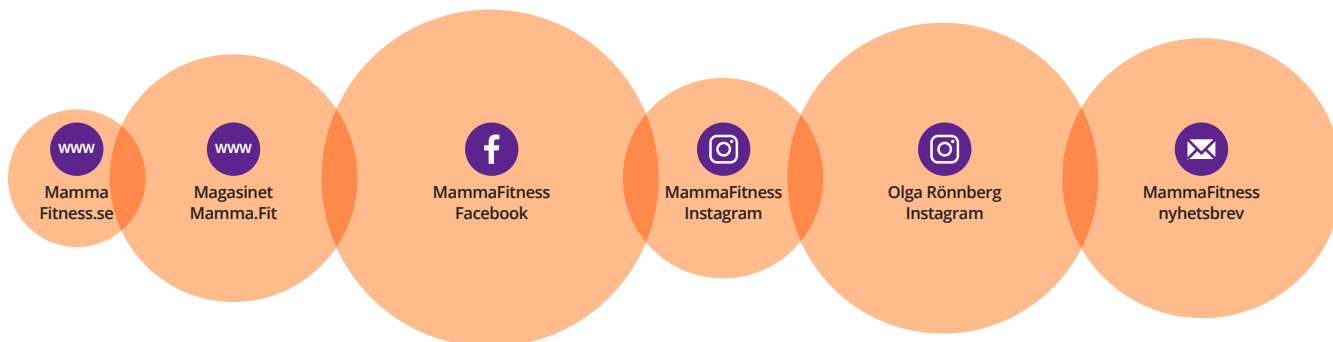 www
Mamma
Fitness.se
www
Magasinet
Mamma.Fit
MammaFitness
Facebook
MammaFitness
Instagram
Olga Rönnberg
Instagram
MammaFitness
nyhetsbrev